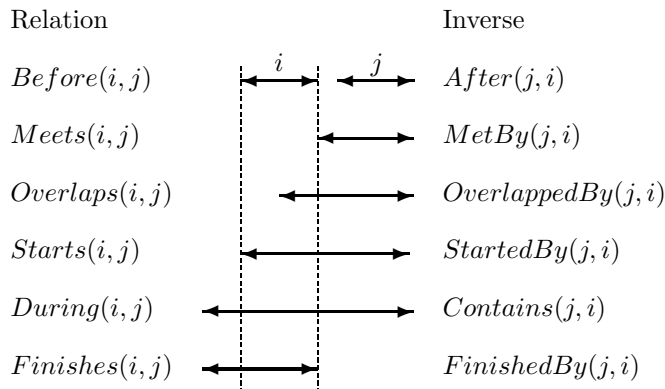 Relation Inverse
Before(i, j) i j After(j, i)
Meets(i, j) MetBy(j, i)
Overlaps(i, j) OverlappedBy(j, i)
Starts(i, j) StartedBy(j, i)
During(i, j) Contains(j, i)
Finishes(i, j) FinishedBy(j, i)